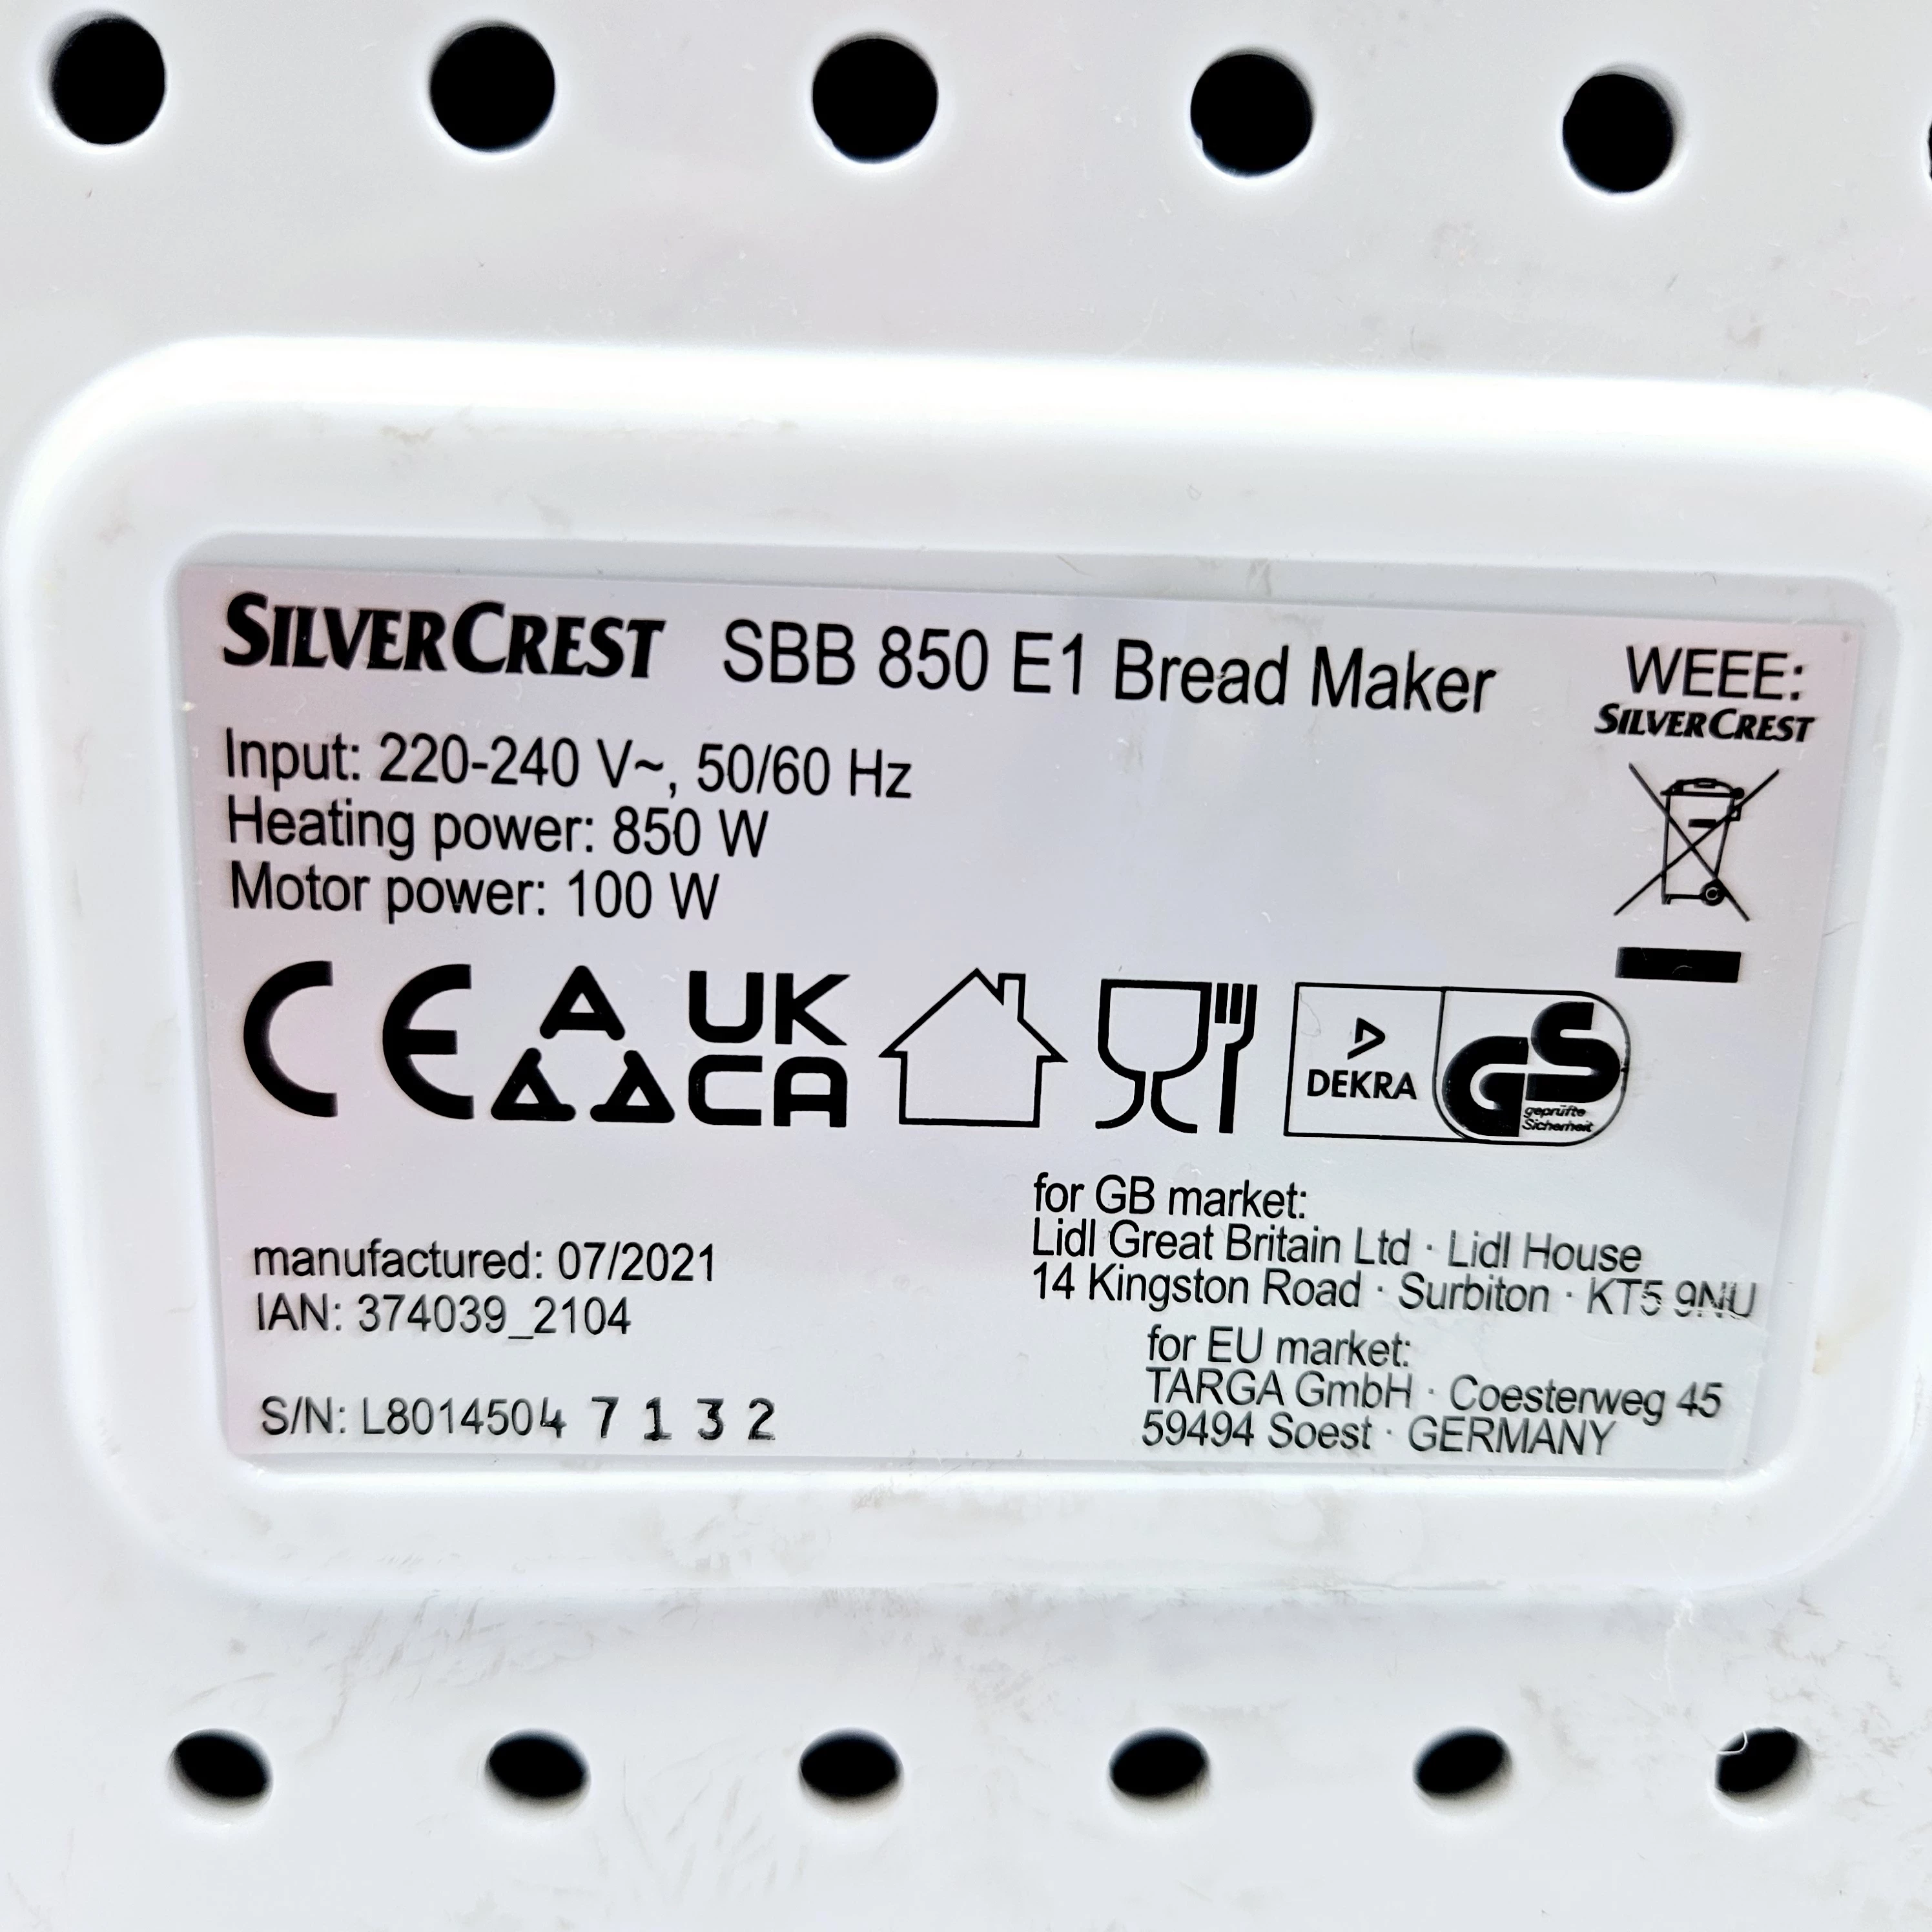 SILVERCREST SBB 850 E1 Bread Maker
WEEE:
SILVERCREST
Input: 220-240 V~, 50/60 Hz
Heating power: 850 W
Motor power: 100 W
CE UK
CA
DEKRA
GS
geprüfte
Sicherheit
for GB market:
Lidl Great Britain Ltd · Lidl House
14 Kingston Road · Surbiton · KT5 9NU
for EU market:
TARGA GmbH · Coesterweg 45
59494 Soest · GERMANY
manufactured: 07/2021
IAN: 374039_2104
S/N: L8014504 7 1 3 2